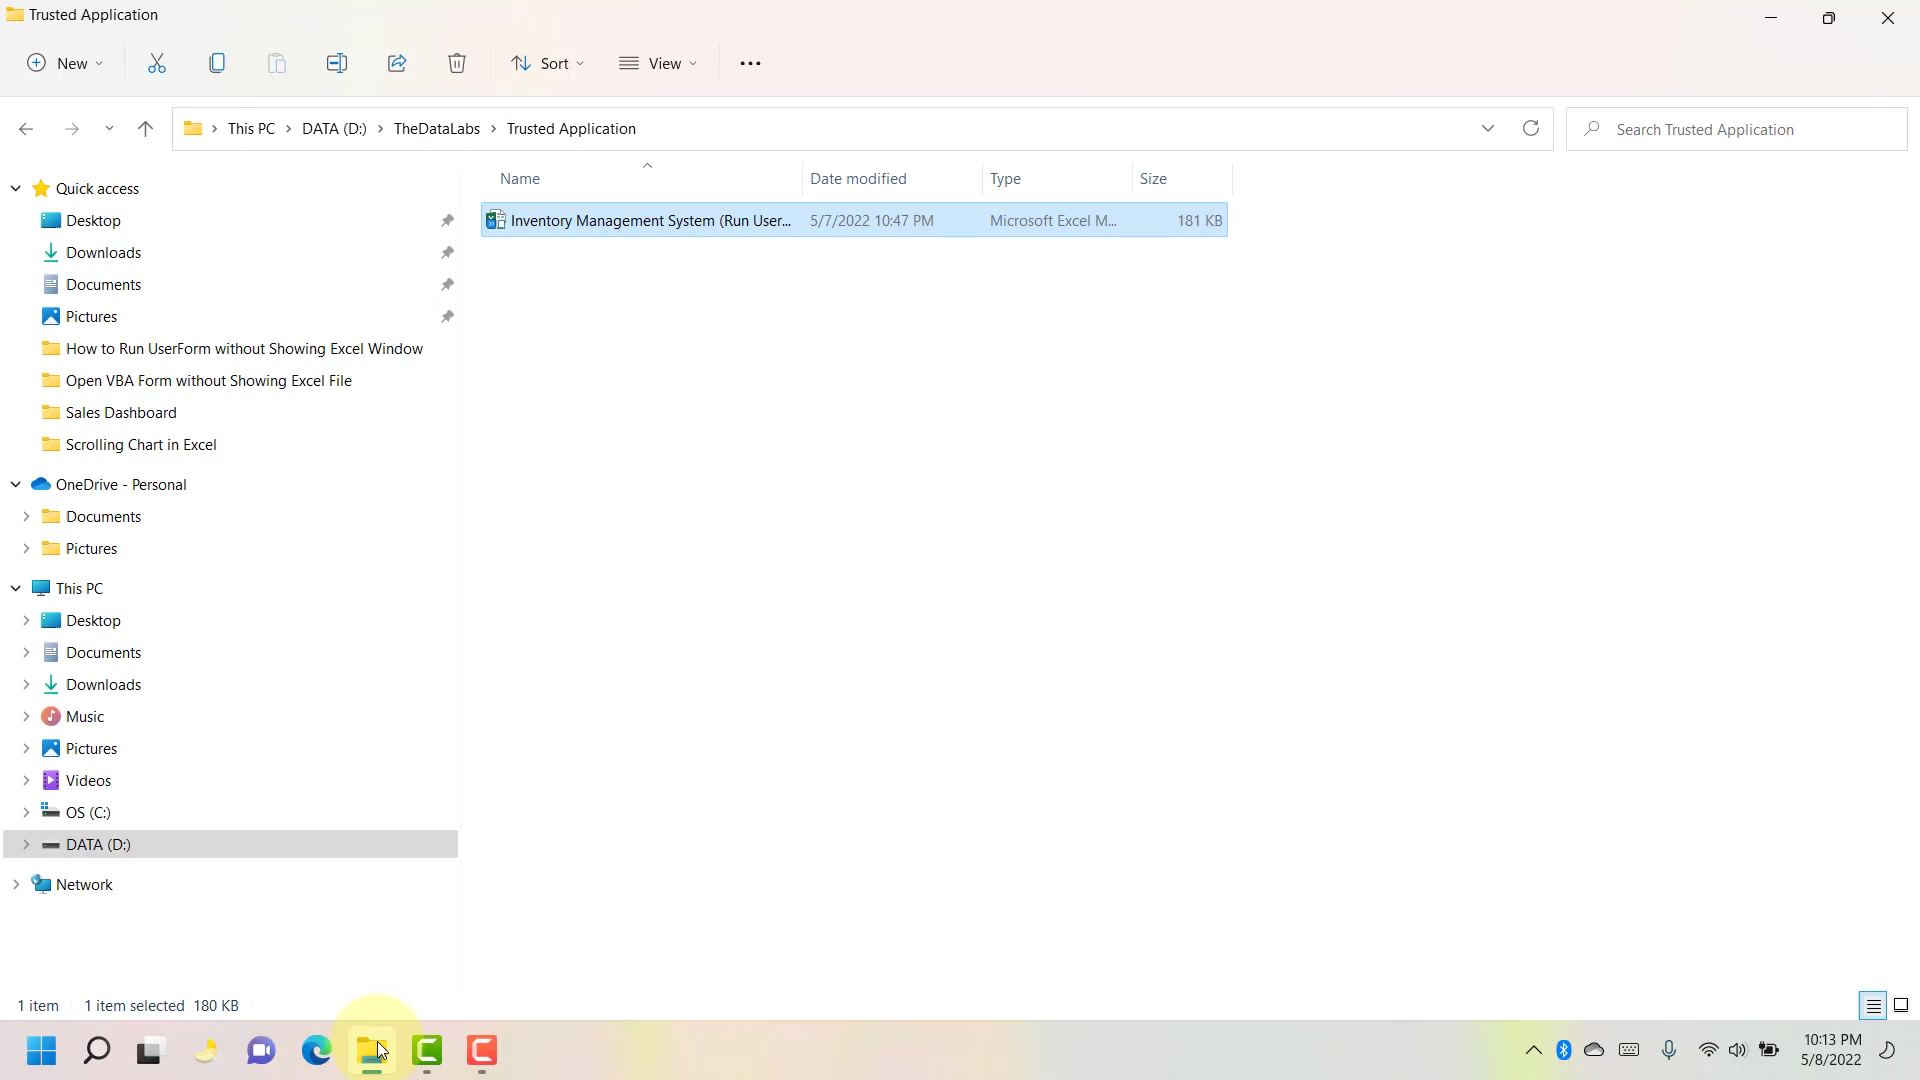 Trusted Application
New
Sort
View
This PC
DATA (D:)
TheDataLabs
Trusted Application
Search Trusted Application
Quick access
Desktop
Downloads
Documents
Pictures
How to Run UserForm without Showing Excel Window
Open VBA Form without Showing Excel File
Sales Dashboard
Scrolling Chart in Excel
OneDrive - Personal
Documents
Pictures
This PC
Desktop
Documents
Downloads
Music
Pictures
Videos
OS (C:)
DATA (D:)
Network
Name
Date modified
Type
Size
Inventory Management System (Run User...
5/7/2022 10:47 PM
Microsoft Excel M...
181 KB
1 item
1 item selected 180 KB
10:13 PM
5/8/2022